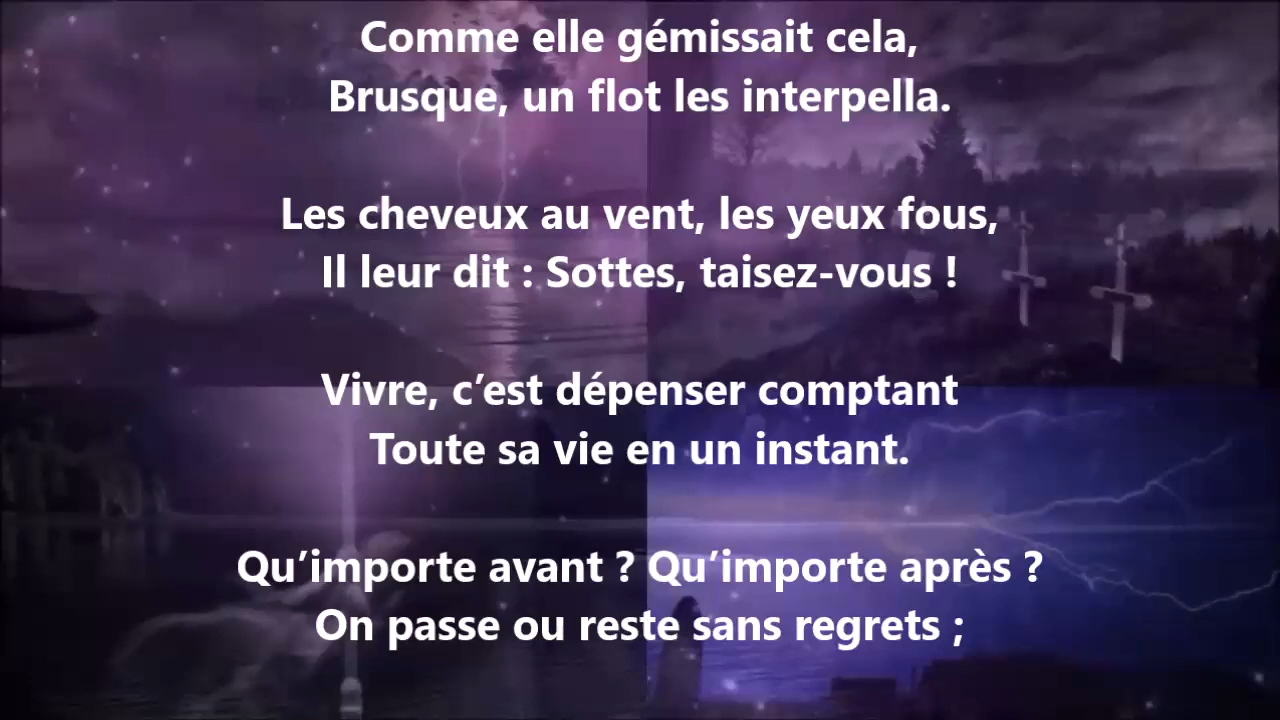 Comme elle gémissait cela,
Brusque, un flot les interpella.
Les cheveux au vent, les yeux fous,
Il leur dit : Sottes, taisez-vous !
Vivre, c’est dépenser comptant
Toute sa vie en un instant.
Qu’importe avant ? Qu’importe après ?
On passe ou reste sans regrets ;